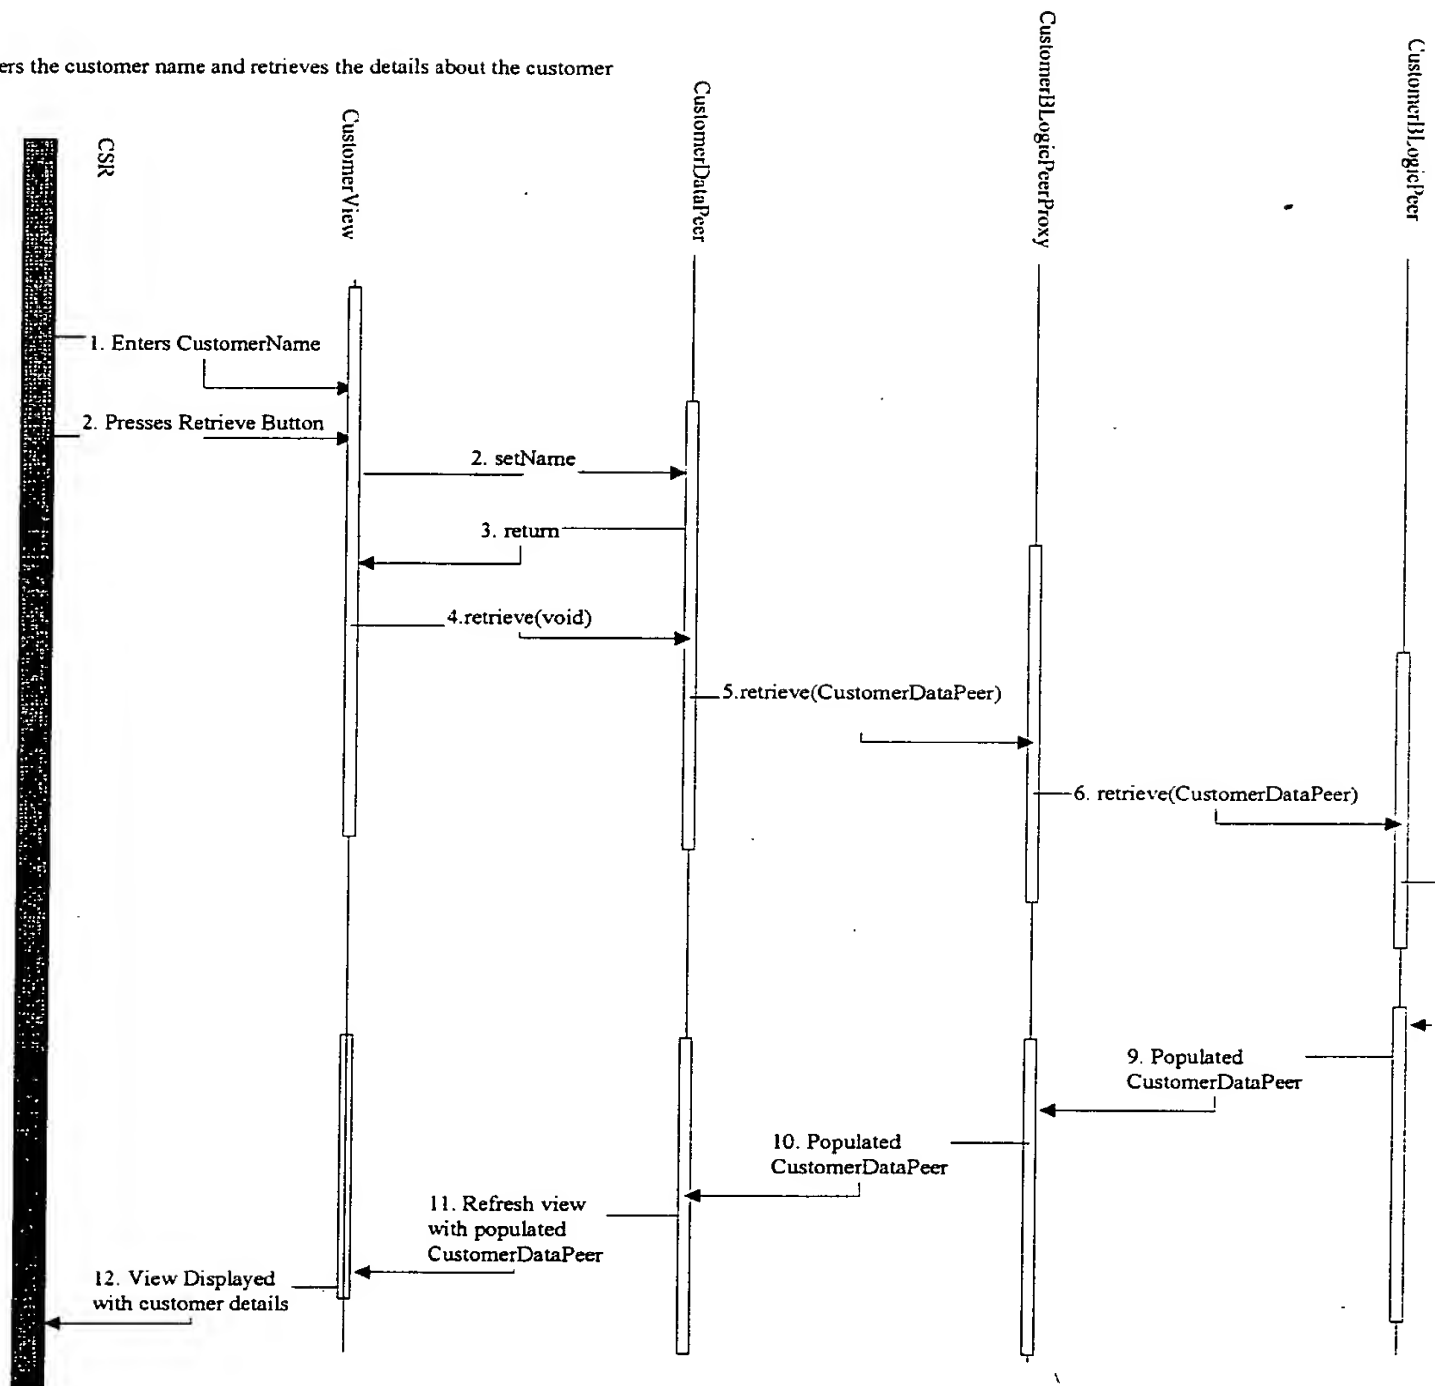 ers the customer name and retrieves the details about the customer
CSR
CustomerView
CustomerDataPeer
CustomerBLogicPeerProxy
CustomerBLogicPeer
1. Enters CustomerName
2. Presses Retrieve Button
2. setName
3. return
4.retrieve(void)
5.retrieve(CustomerDataPeer)
6. retrieve(CustomerDataPeer)
9. Populated
CustomerDataPeer
10. Populated
CustomerDataPeer
11. Refresh view
with populated
CustomerDataPeer
12. View Displayed
with customer details